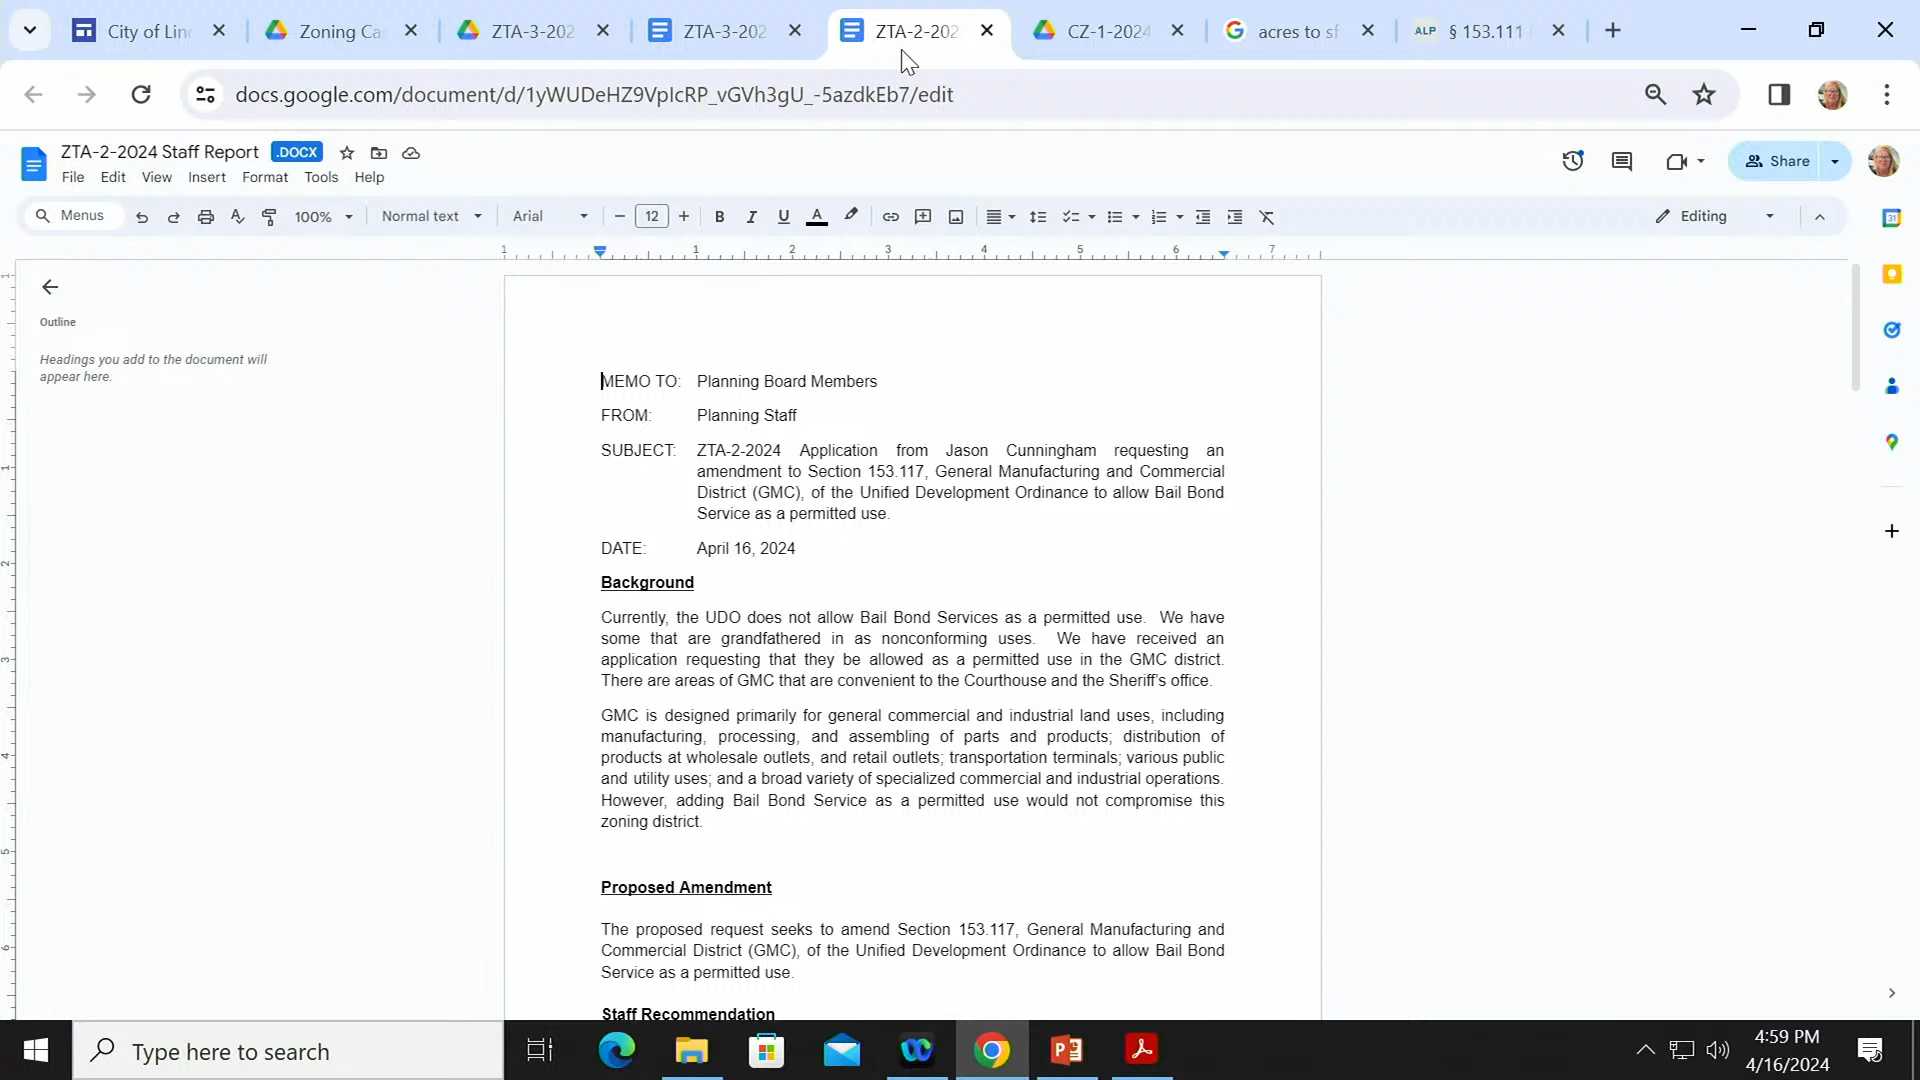 City of Linc
Zoning Ca
ZTA-3-202
ZTA-3-202
ZTA-2-202
CZ-1-2024
acres to sf
ALP § 153.111
docs.google.com/document/d/1yWUDeHZ9VpIcRP_vGVh3gU_-5azdkEb7/edit
ZTA-2-2024 Staff Report .DOCX
File Edit View Insert Format Tools Help
Share
Menus 100% Normal text Arial 12 Editing
1 1 2 3 4 5 6 7
Outline
Headings you add to the document will
appear here.
MEMO TO: Planning Board Members
FROM: Planning Staff
SUBJECT: ZTA-2-2024 Application from Jason Cunningham requesting an
amendment to Section 153.117, General Manufacturing and Commercial
District (GMC), of the Unified Development Ordinance to allow Bail Bond
Service as a permitted use.
DATE: April 16, 2024
Background
Currently, the UDO does not allow Bail Bond Services as a permitted use. We have
some that are grandfathered in as nonconforming uses. We have received an
application requesting that they be allowed as a permitted use in the GMC district.
There are areas of GMC that are convenient to the Courthouse and the Sheriff's office.
GMC is designed primarily for general commercial and industrial land uses, including
manufacturing, processing, and assembling of parts and products; distribution of
products at wholesale outlets, and retail outlets; transportation terminals; various public
and utility uses; and a broad variety of specialized commercial and industrial operations.
However, adding Bail Bond Service as a permitted use would not compromise this
zoning district.
Proposed Amendment
The proposed request seeks to amend Section 153.117, General Manufacturing and
Commercial District (GMC), of the Unified Development Ordinance to allow Bail Bond
Service as a permitted use.
Staff Recommendation
Type here to search
4:59 PM
4/16/2024